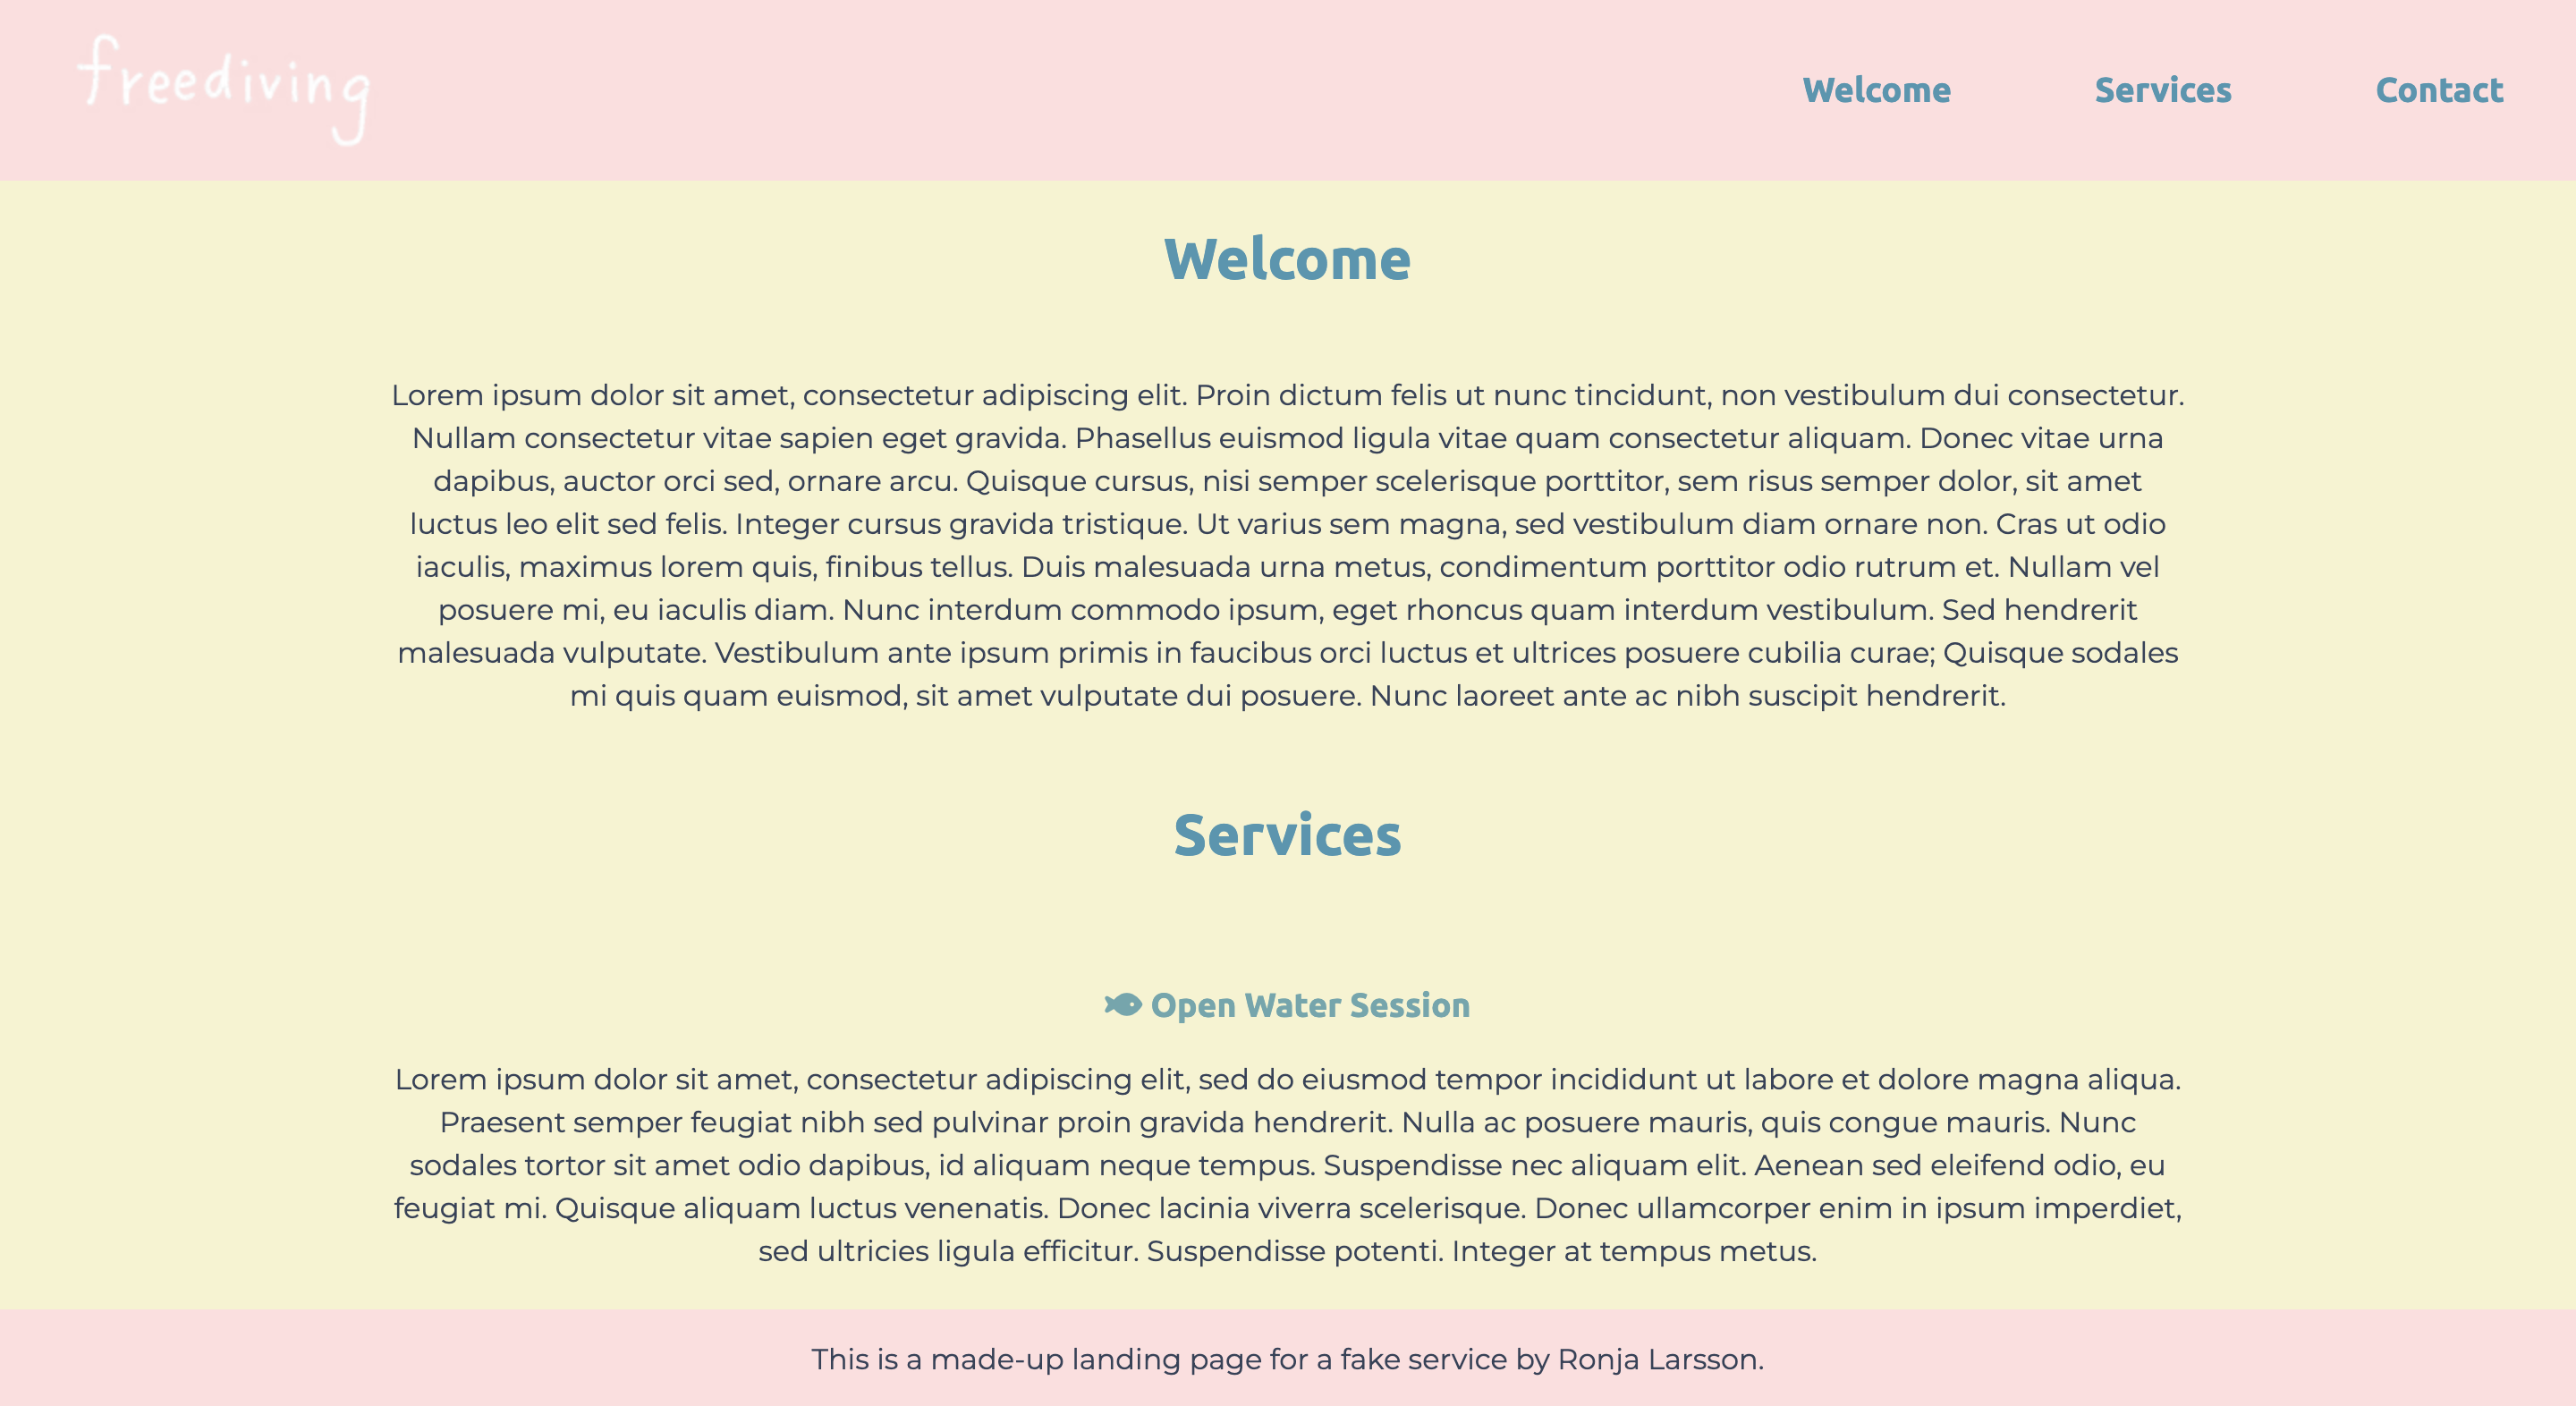 freediving
Welcome
Services
Contact
Welcome
Lorem ipsum dolor sit amet, consectetur adipiscing elit. Proin dictum felis ut nunc tincidunt, non vestibulum dui consectetur.
Nullam consectetur vitae sapien eget gravida. Phasellus euismod ligula vitae quam consectetur aliquam. Donec vitae urna
dapibus, auctor orci sed, ornare arcu. Quisque cursus, nisi semper scelerisque porttitor, sem risus semper dolor, sit amet
luctus leo elit sed felis. Integer cursus gravida tristique. Ut varius sem magna, sed vestibulum diam ornare non. Cras ut odio
iaculis, maximus lorem quis, finibus tellus. Duis malesuada urna metus, condimentum porttitor odio rutrum et. Nullam vel
posuere mi, eu iaculis diam. Nunc interdum commodo ipsum, eget rhoncus quam interdum vestibulum. Sed hendrerit
malesuada vulputate. Vestibulum ante ipsum primis in faucibus orci luctus et ultrices posuere cubilia curae; Quisque sodales
mi quis quam euismod, sit amet vulputate dui posuere. Nunc laoreet ante ac nibh suscipit hendrerit.
Services
Open Water Session
Lorem ipsum dolor sit amet, consectetur adipiscing elit, sed do eiusmod tempor incididunt ut labore et dolore magna aliqua.
Praesent semper feugiat nibh sed pulvinar proin gravida hendrerit. Nulla ac posuere mauris, quis congue mauris. Nunc
sodales tortor sit amet odio dapibus, id aliquam neque tempus. Suspendisse nec aliquam elit. Aenean sed eleifend odio, eu
feugiat mi. Quisque aliquam luctus venenatis. Donec lacinia viverra scelerisque. Donec ullamcorper enim in ipsum imperdiet,
sed ultricies ligula efficitur. Suspendisse potenti. Integer at tempus metus.
This is a made-up landing page for a fake service by Ronja Larsson.